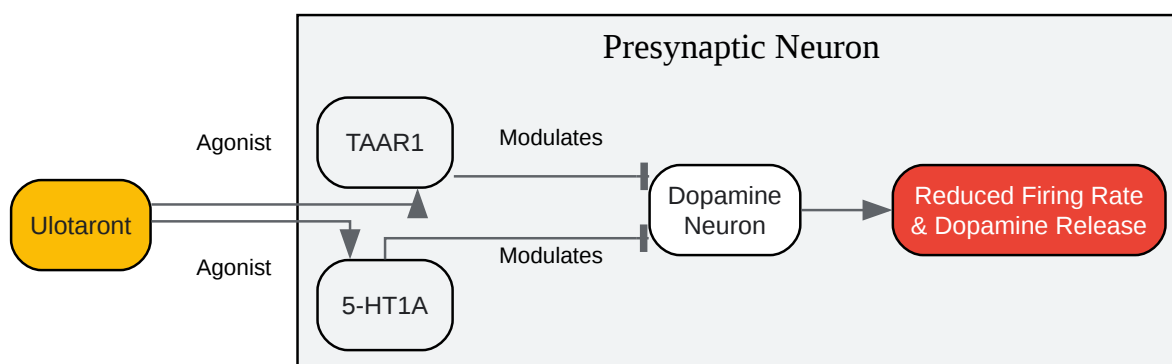 Presynaptic Neuron
Agonist
TAAR1
Modulates
Ulotaront
Dopamine
Neuron
Reduced Firing Rate
& Dopamine Release
Agonist
5-HT1A
Modulates